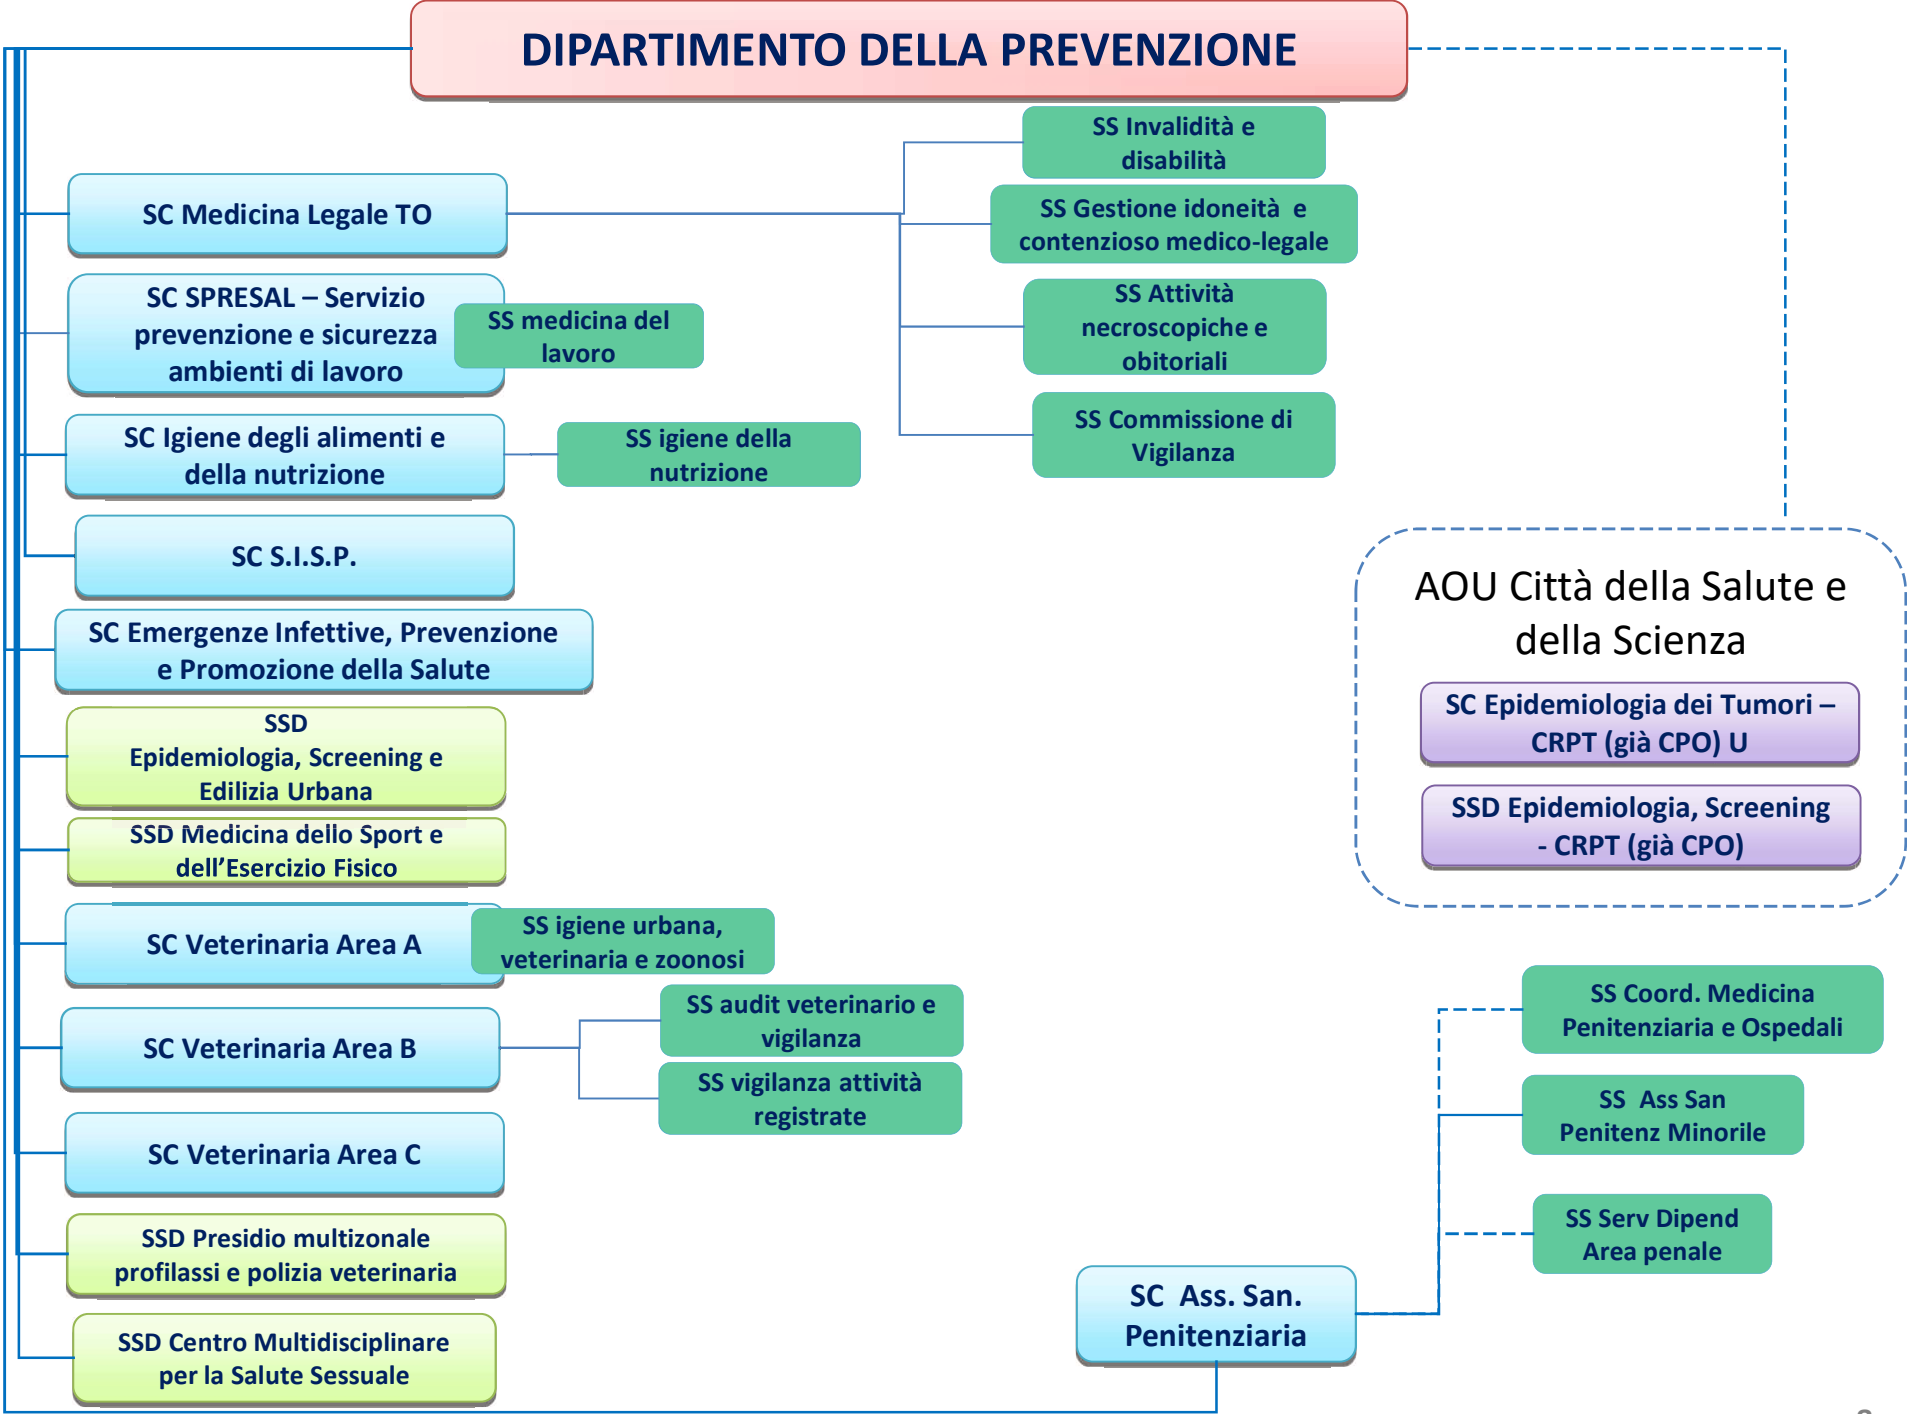 DIPARTIMENTO DELLA PREVENZIONE
SS Invalidità e
disabilità
SC Medicina Legale TO
SS Gestione idoneità e
contenzioso medico-legale
SC SPRESAL – Servizio
prevenzione e sicurezza
ambienti di lavoro
SS medicina del
lavoro
SS Attività
necroscopiche e
obitoriali
SC Igiene degli alimenti e
della nutrizione
SS igiene della
nutrizione
SS Commissione di
Vigilanza
SC S.I.S.P.
SC Emergenze Infettive, Prevenzione
e Promozione della Salute
AOU Città della Salute e
della Scienza
SC Epidemiologia dei Tumori –
CRPT (già CPO) U
SSD Epidemiologia, Screening
- CRPT (già CPO)
SSD
Epidemiologia, Screening e
Edilizia Urbana
SSD Medicina dello Sport e
dell’Esercizio Fisico
SC Veterinaria Area A
SS igiene urbana,
veterinaria e zoonosi
SC Veterinaria Area B
SS audit veterinario e
vigilanza
SS vigilanza attività
registrate
SC Veterinaria Area C
SSD Presidio multizonale
profilassi e polizia veterinaria
SSD Centro Multidisciplinare
per la Salute Sessuale
SS Coord. Medicina
Penitenziaria e Ospedali
SS Ass San
Penitenz Minorile
SS Serv Dipend
Area penale
SC Ass. San.
Penitenziaria